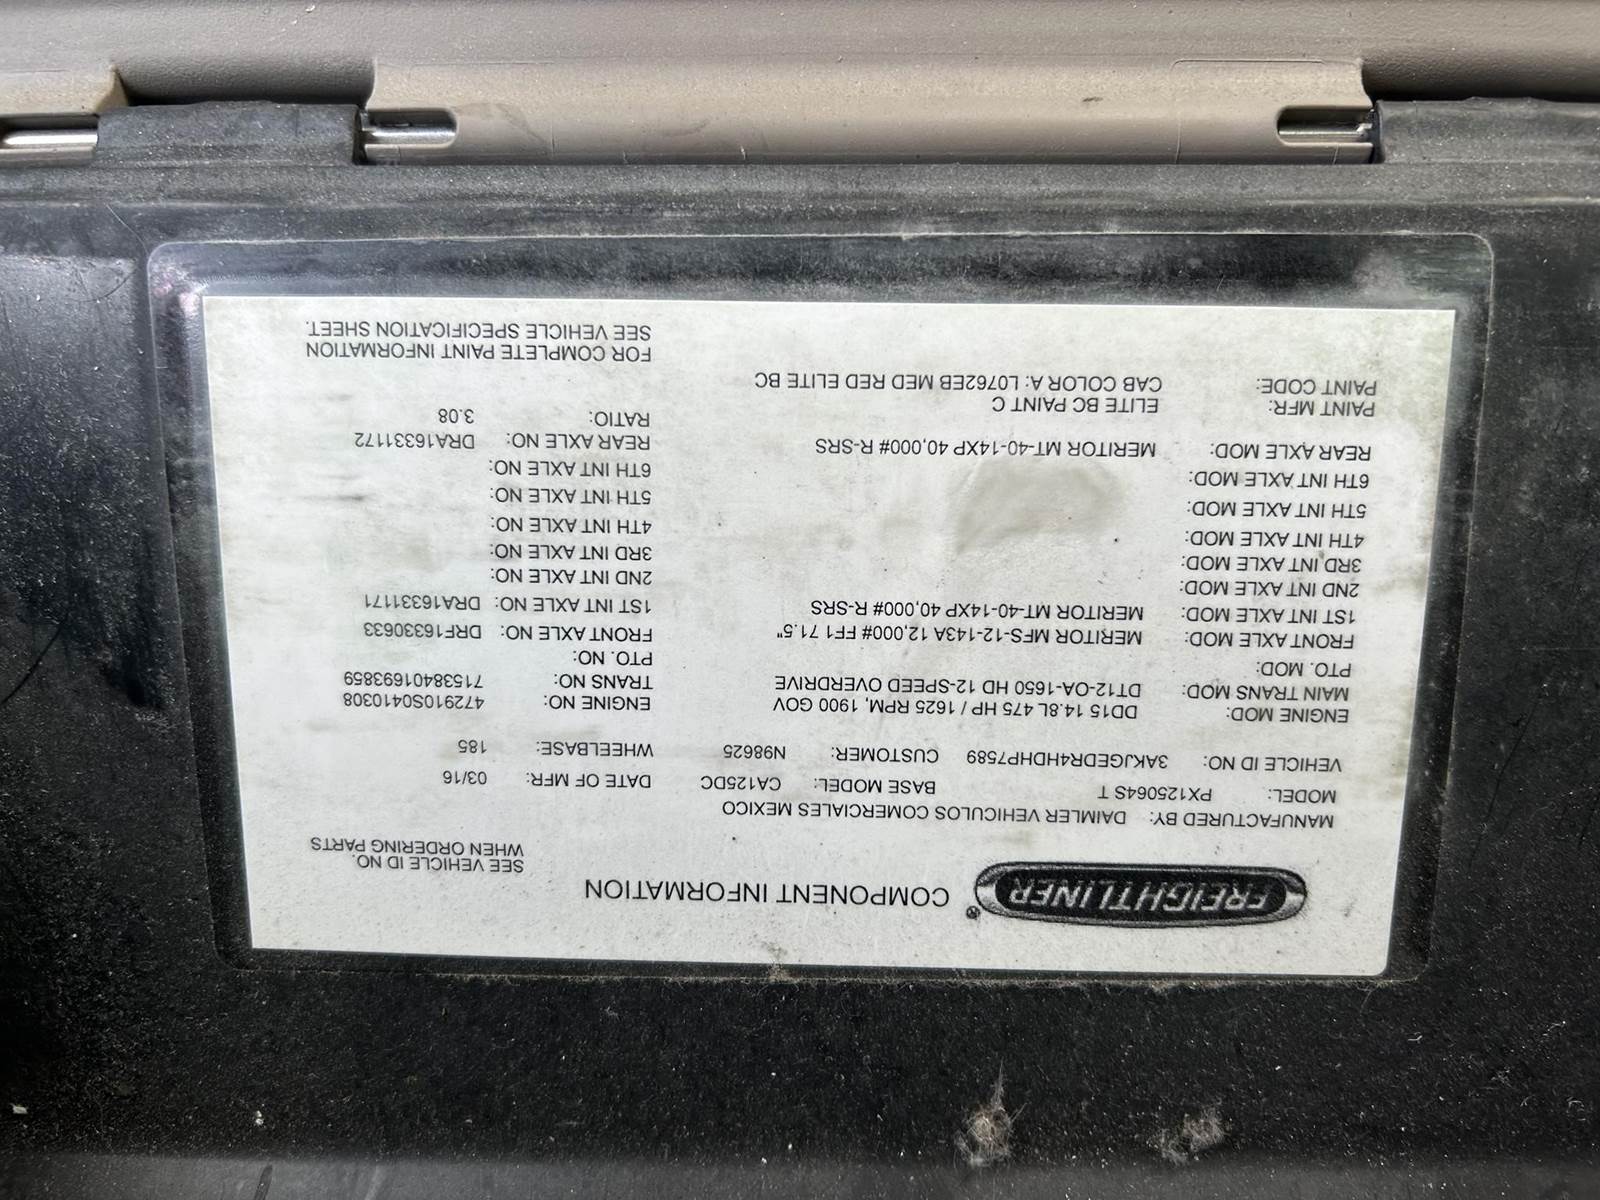 FREIGHTLINER® COMPONENT INFORMATION
SEE VEHICLE ID NO.
WHEN ORDERING PARTS
MANUFACTURED BY: DAIMLER VEHICULOS COMERCIALES MEXICO
MODEL: PX125064S T BASE MODEL: CA125DC DATE OF MFR: 03/16
VEHICLE ID NO: 3AKJGEDR4HDHP7589 CUSTOMER: N98625 WHEELBASE: 185
ENGINE MOD: DD15 14.8L 475 HP / 1625 RPM, 1900 GOV ENGINE NO: 472910S0410308
MAIN TRANS MOD: DT12-OA-1650 HD 12-SPEED OVERDRIVE TRANS NO: 71538401693859
PTO. MOD: PTO. NO:
FRONT AXLE MOD: MERITOR MFS-12-143A 12,000# FF1 71.5" FRONT AXLE NO: DRF16330633
1ST INT AXLE MOD: MERITOR MT-40-14XP 40,000# R-SRS 1ST INT AXLE NO: DRA16331171
2ND INT AXLE MOD: 2ND INT AXLE NO:
3RD INT AXLE MOD: 3RD INT AXLE NO:
4TH INT AXLE MOD: 4TH INT AXLE NO:
5TH INT AXLE MOD: 5TH INT AXLE NO:
6TH INT AXLE MOD: 6TH INT AXLE NO:
REAR AXLE MOD: MERITOR MT-40-14XP 40,000# R-SRS REAR AXLE NO: DRA16331172
RATIO: 3.08
PAINT MFR: ELITE BC PAINT C
PAINT CODE: CAB COLOR A: L0762EB MED RED ELITE BC
FOR COMPLETE PAINT INFORMATION
SEE VEHICLE SPECIFICATION SHEET.